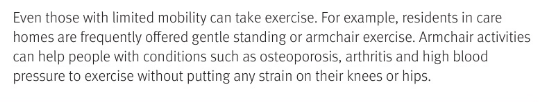 Even those with limited mobility can take exercise. For example, residents in care
homes are frequently offered gentle standing or armchair exercise. Armchair activities
can help people with conditions such as osteoporosis, arthritis and high blood
pressure to exercise without putting any strain on their knees or hips.